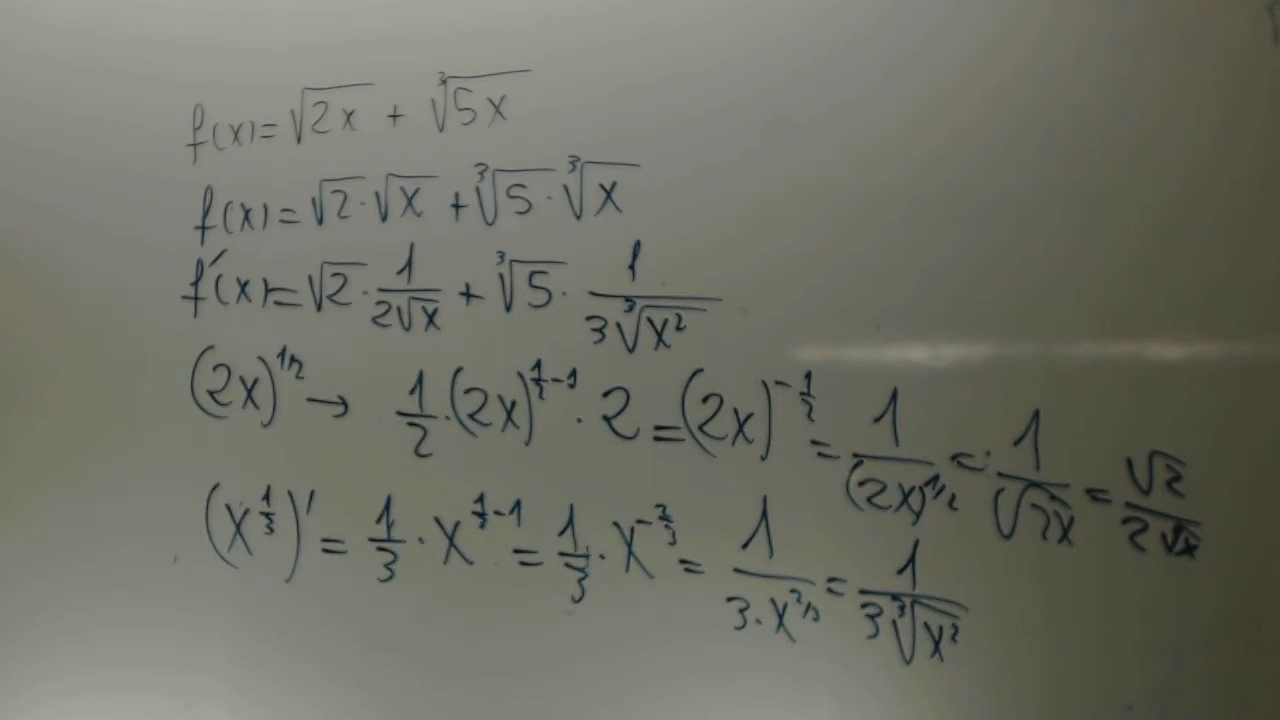 f(x)=√2x + ∛5x
f(x)=√2·√x + ∛5·∛x
f′(x)=√2·1/(2√x) + ∛5·1/(3∛x²)
(2x)^(1/2) → 1/2·(2x)^(1/2-1)·2=(2x)^(-1/2) = 1/(2x)^(1/2) = 1/√2x = √2/(2√x)
(x^(1/3))′ = 1/3·x^(1/3-1) = 1/3·x^(-2/3) = 1/(3·x^(2/3)) = 1/(3∛x²)